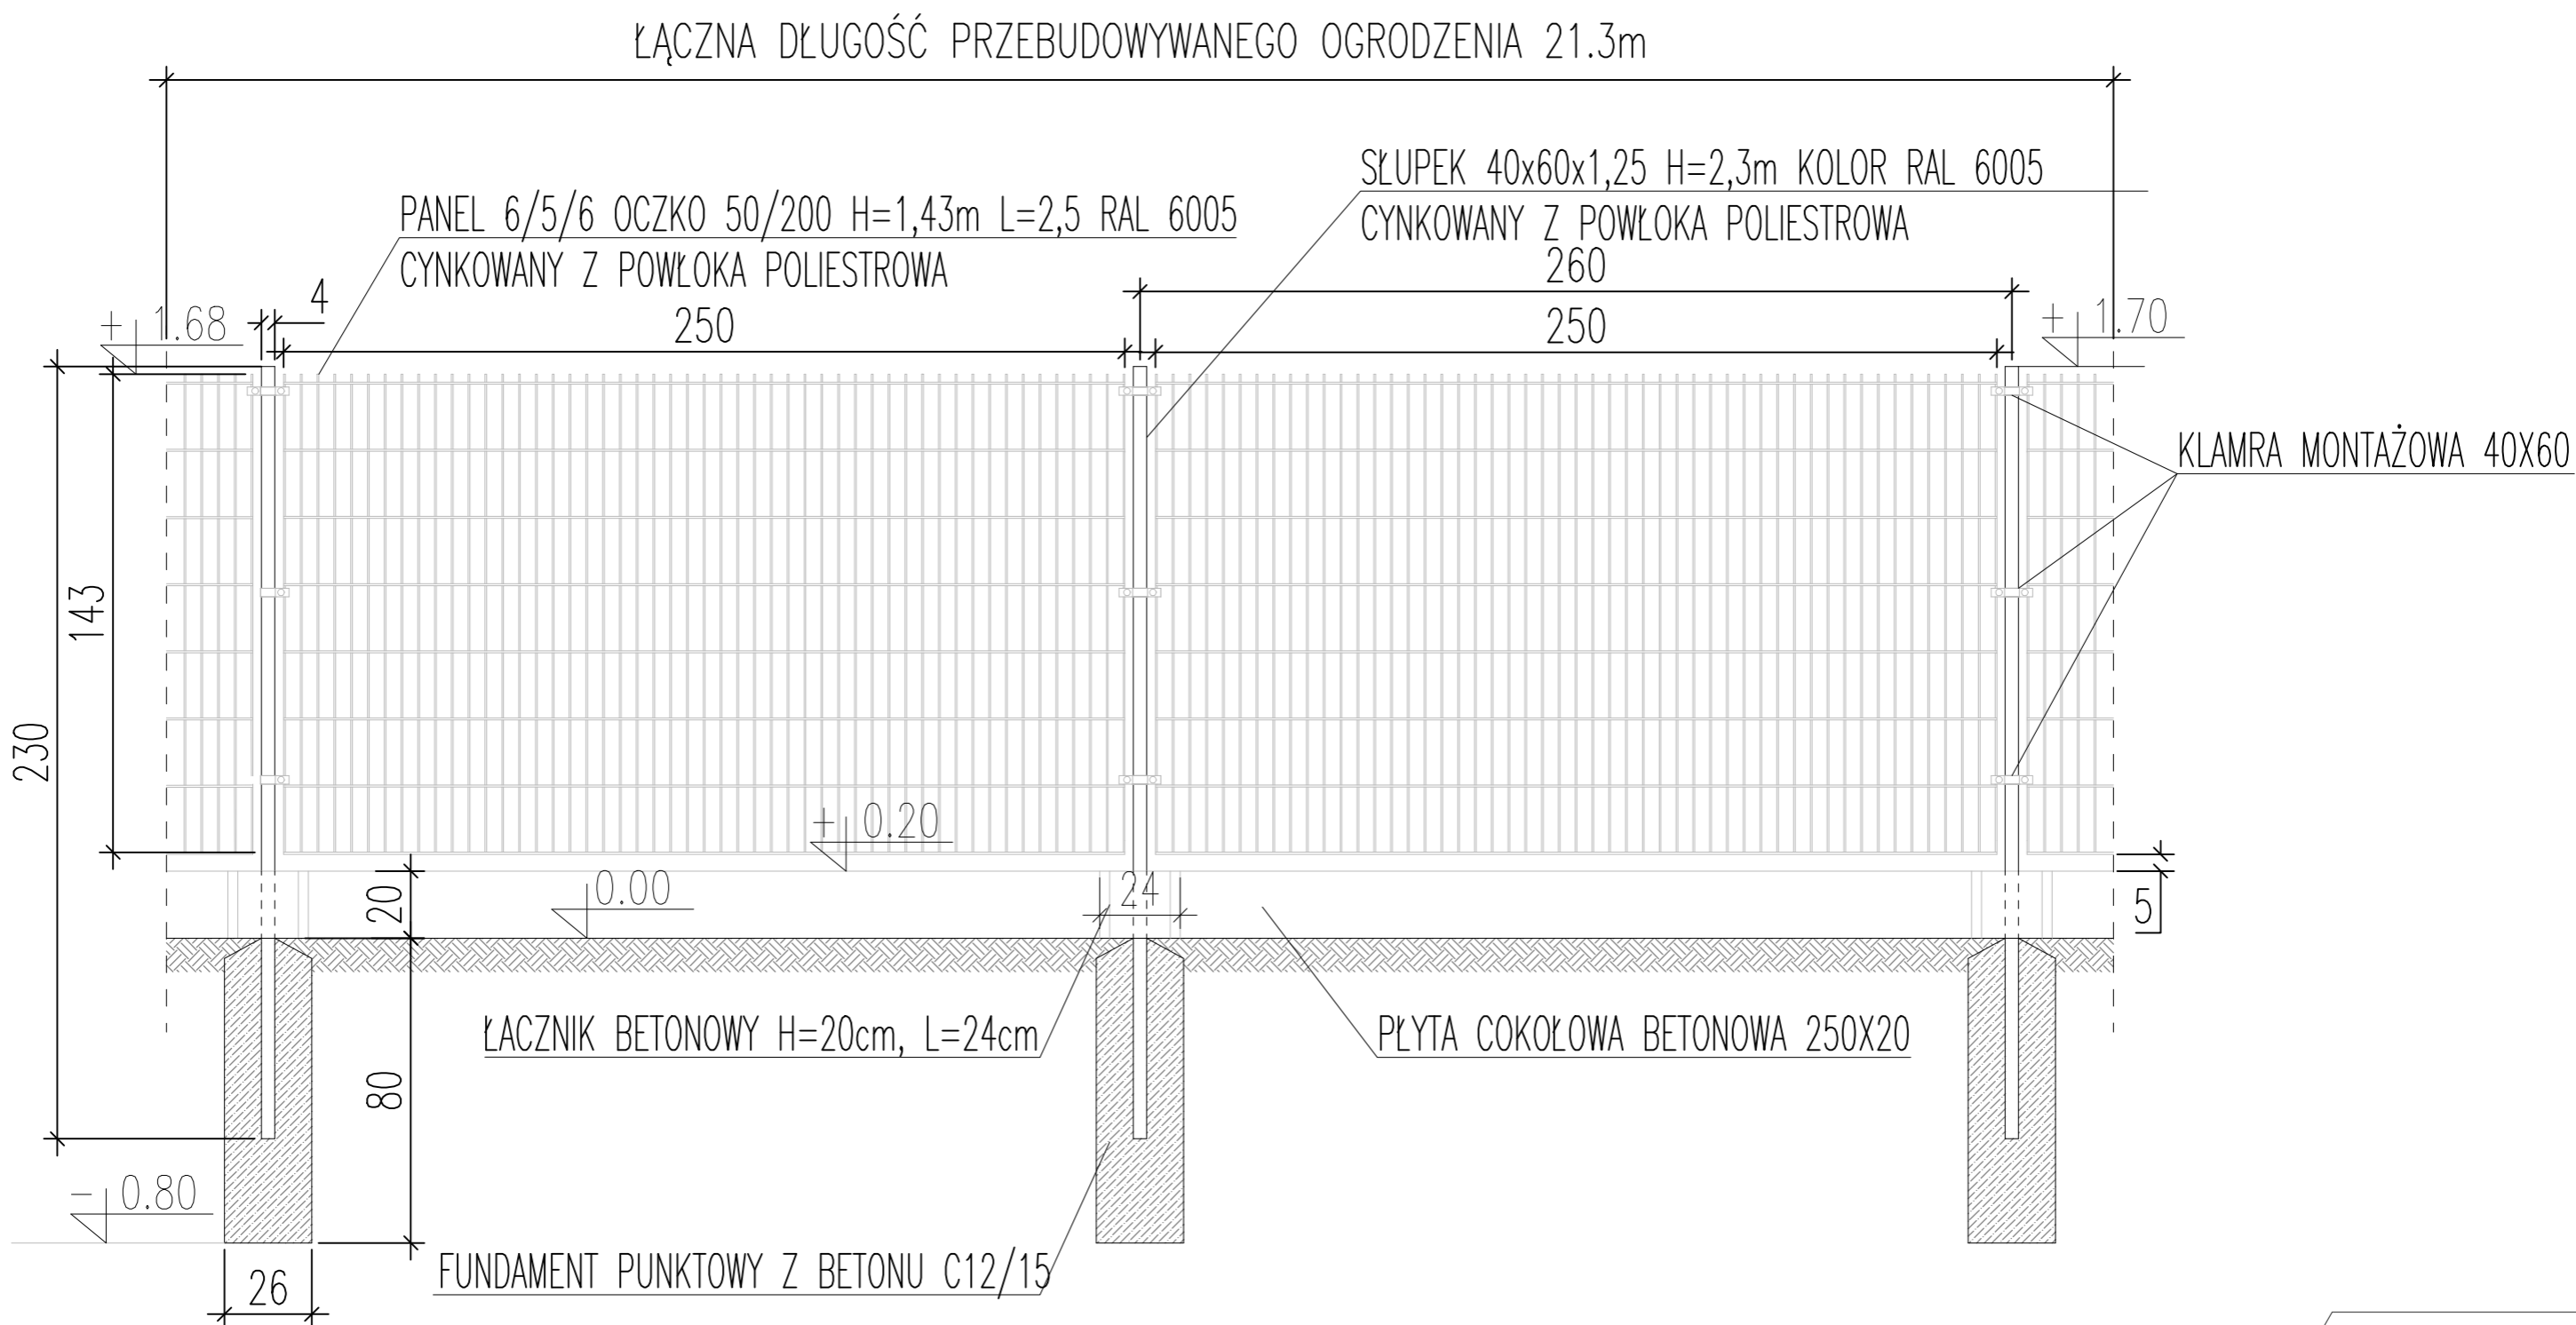 ŁĄCZNA DŁUGOŚĆ PRZEBUDOWYWANEGO OGRODZENIA 21.3m
SŁUPEK 40x60x1,25 H=2,3m KOLOR RAL 6005
CYNKOWANY Z POWŁOKA POLIESTROWA
PANEL 6/5/6 OCZKO 50/200 H=1,43m L=2,5 RAL 6005
CYNKOWANY Z POWŁOKA POLIESTROWA
260
4
+ 1.68
250
250
+ 1.70
KLAMRA MONTAŻOWA 40X60
143
230
+ 0.20
20
0.00
24
5
ŁACZNIK BETONOWY H=20cm, L=24cm
PŁYTA COKOŁOWA BETONOWA 250X20
80
- 0.80
FUNDAMENT PUNKTOWY Z BETONU C12/15
26